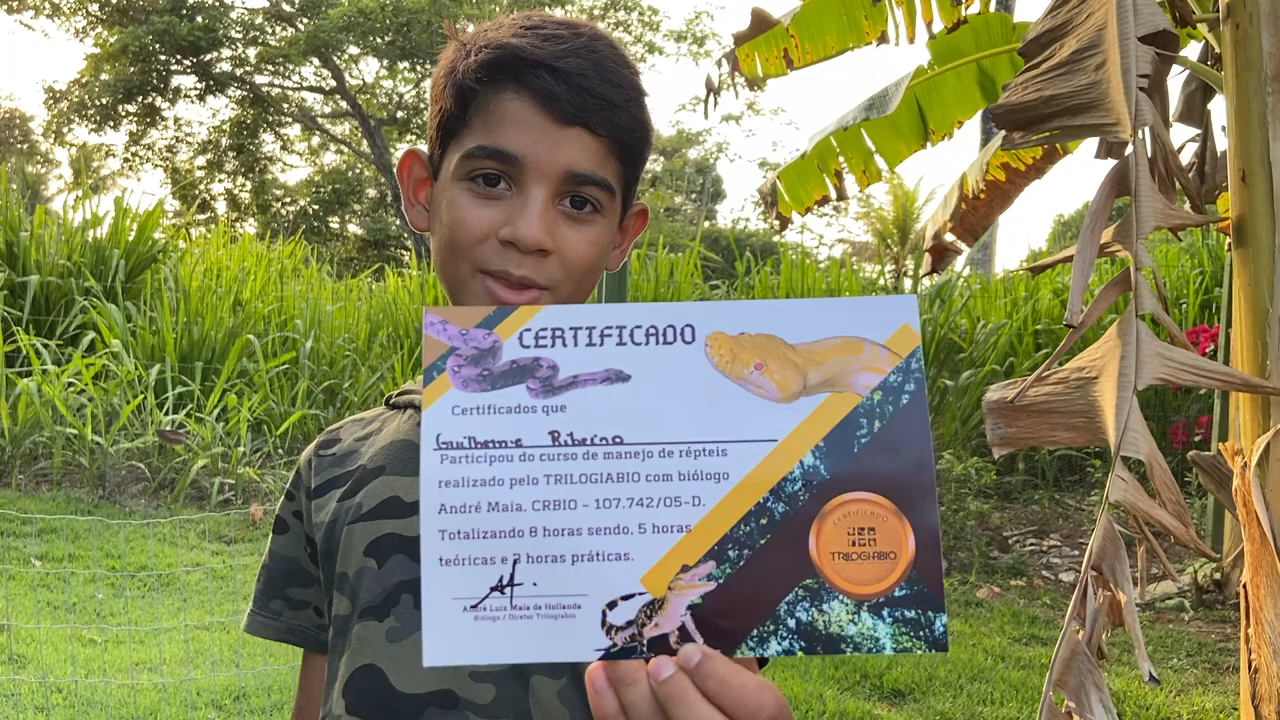 CERTIFICADO
Certificados que
Guilherme Ribeiro
Participou do curso de manejo de répteis
realizado pelo TRILOGIABIO com biólogo
André Maia, CRBIO - 107.742/05-D.
Totalizando 8 horas sendo, 5 horas
teóricas e 3 horas práticas.
André Luiz Maia de Hollanda
Biólogo / Diretor Trilogiabio
CERTIFICADO
TRILOGIABIO